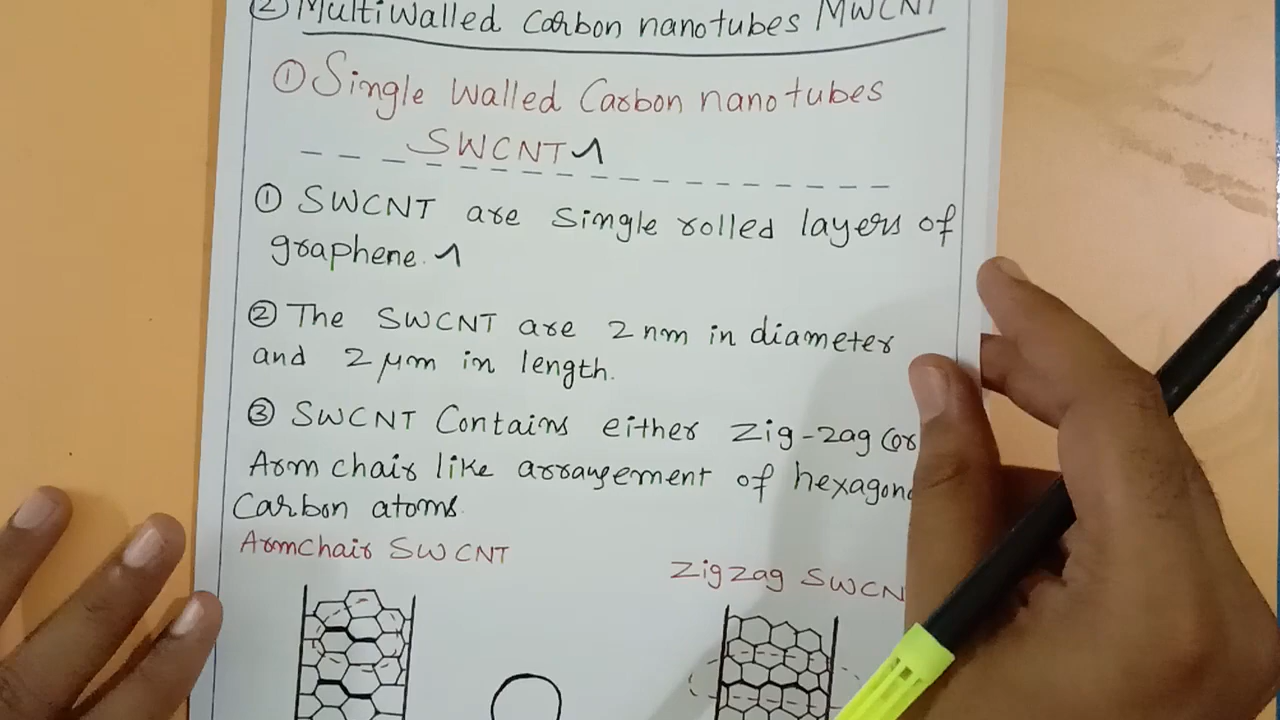 ② Multiwalled Carbon nanotubes MWCNT
① Single Walled Carbon nanotubes
SWCNT
① SWCNT are single rolled layers of
graphene.
② The SWCNT are 2 nm in diameter
and 2 μm in length.
③ SWCNT Contains either Zig-zag (or
Arm chair like arrangement of hexagona
Carbon atoms.
Armchair SWCNT
Zigzag SWCN